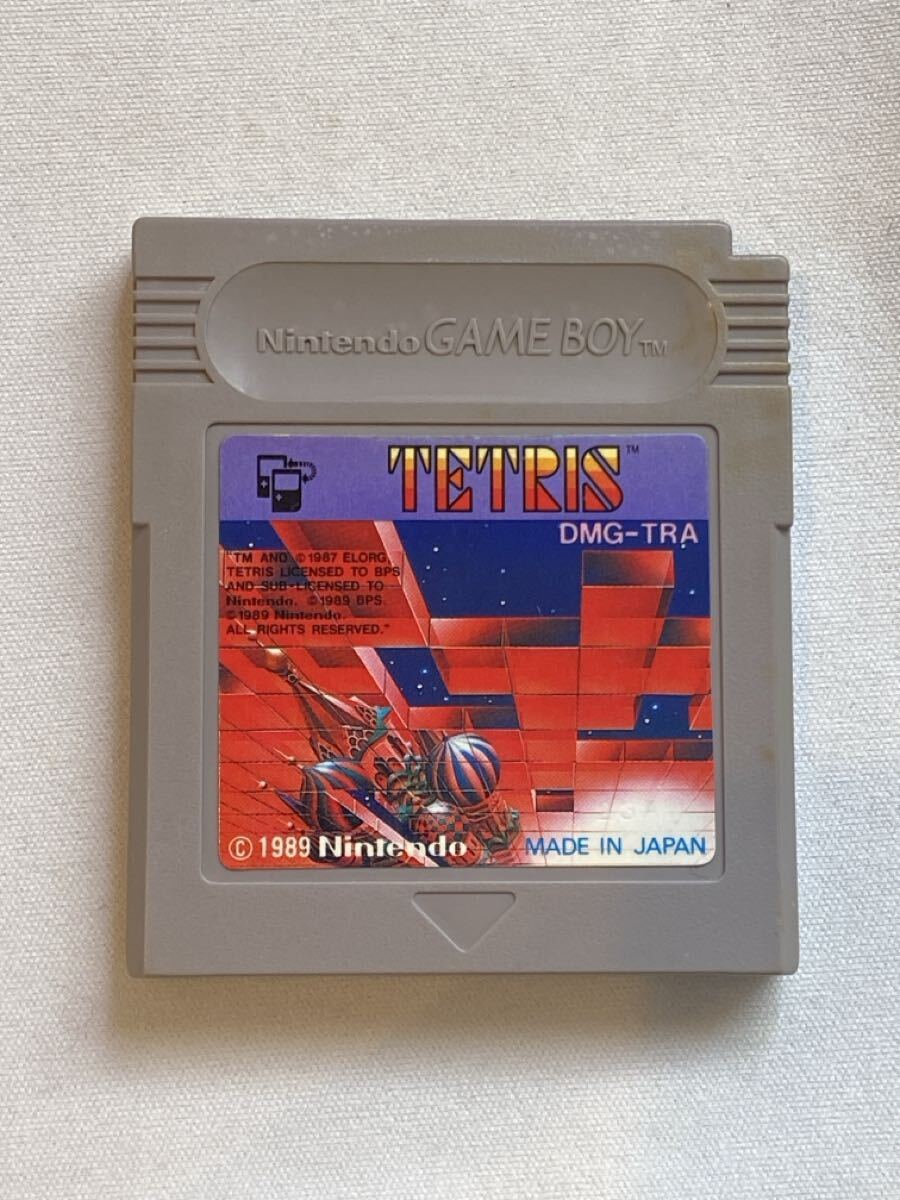 Nintendo GAME BOY™
TETRIS™
DMG-TRA
"TM AND © 1987 ELORG,
TETRIS LICENSED TO BPS
AND SUB-LICENSED TO
Nintendo. © 1989 BPS.
© 1989 Nintendo.
ALL RIGHTS RESERVED."
© 1989 Nintendo
MADE IN JAPAN